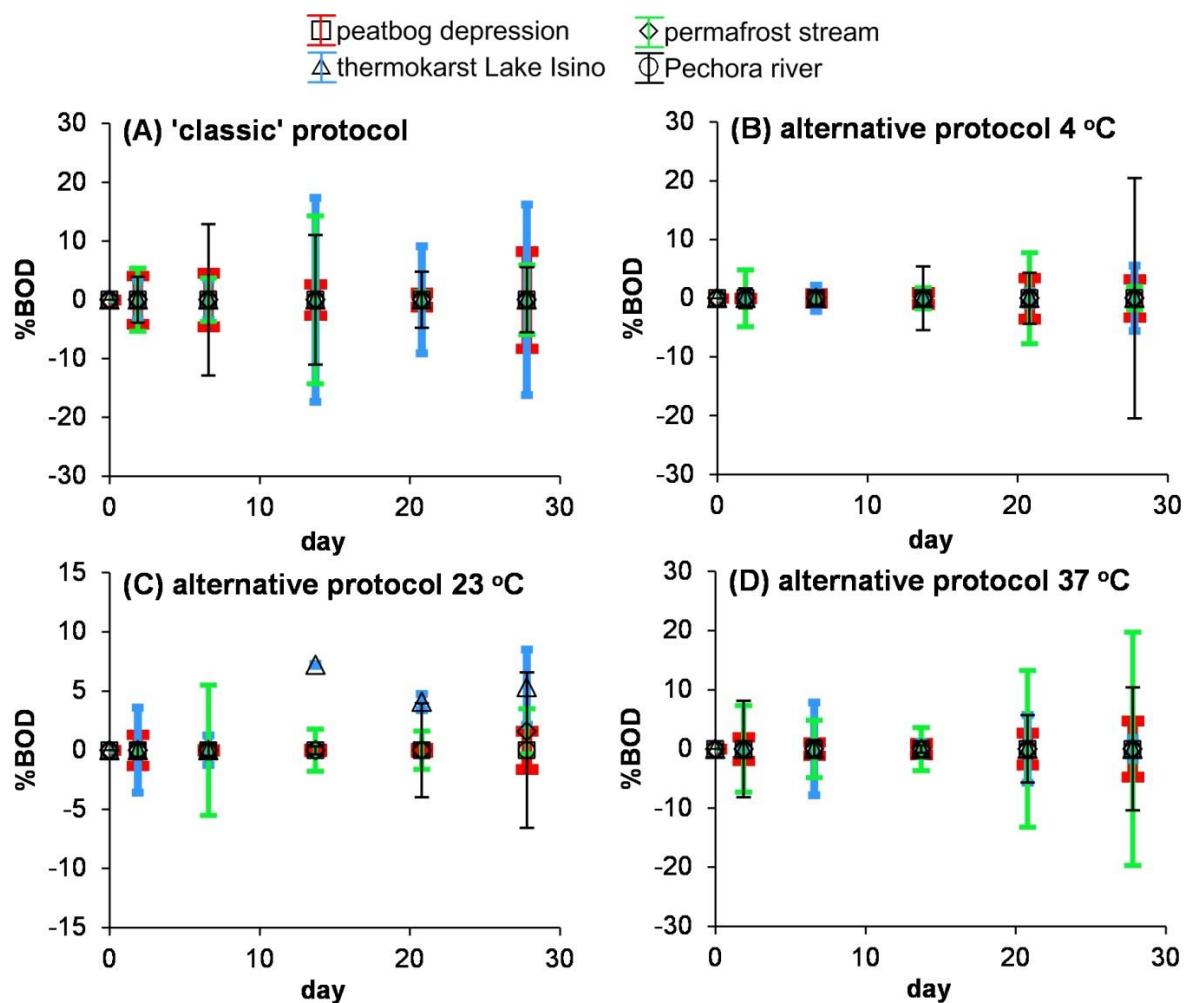 peatbog depression permafrost stream
thermokarst Lake Isino Pechora river
(A) 'classic' protocol
30
20
10
0
-10
-20
-30
%BOD
0 10 20 30
day
(B) alternative protocol 4 °C
30
20
10
0
-10
-20
-30
%BOD
0 10 20 30
day
(C) alternative protocol 23 °C
15
10
5
0
-5
-10
-15
%BOD
0 10 20 30
day
(D) alternative protocol 37 °C
30
20
10
0
-10
-20
-30
%BOD
0 10 20 30
day